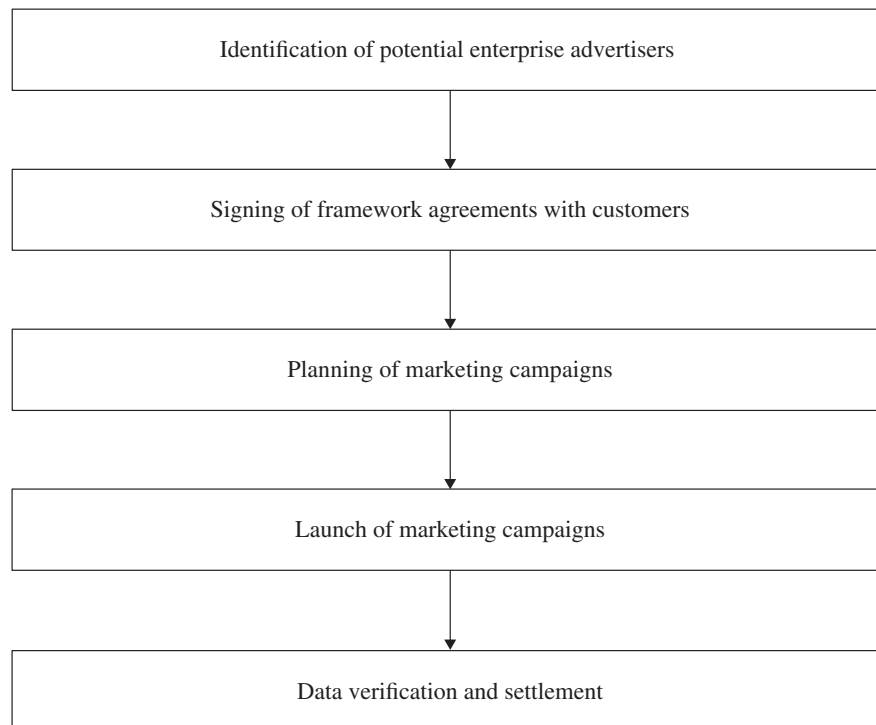 Identification of potential enterprise advertisers
Signing of framework agreements with customers
Planning of marketing campaigns
Launch of marketing campaigns
Data verification and settlement